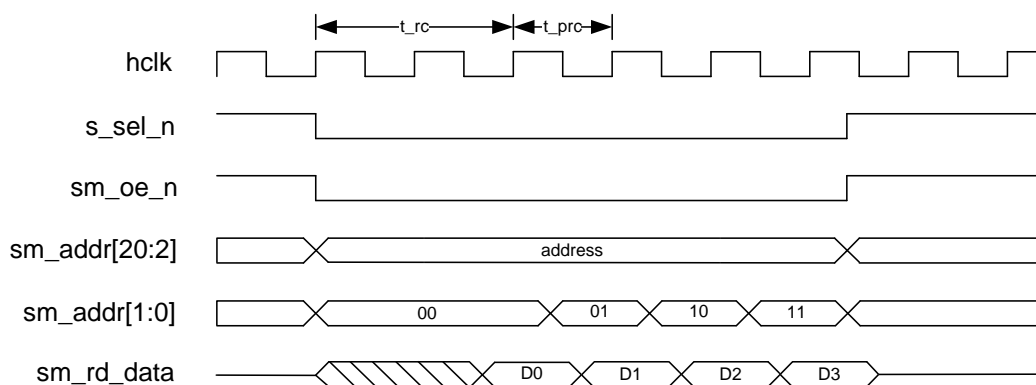 t_rc t_prc
hclk
s_sel_n
sm_oe_n
sm_addr[20:2] address
sm_addr[1:0] 00 01 10 11
sm_rd_data D0 D1 D2 D3